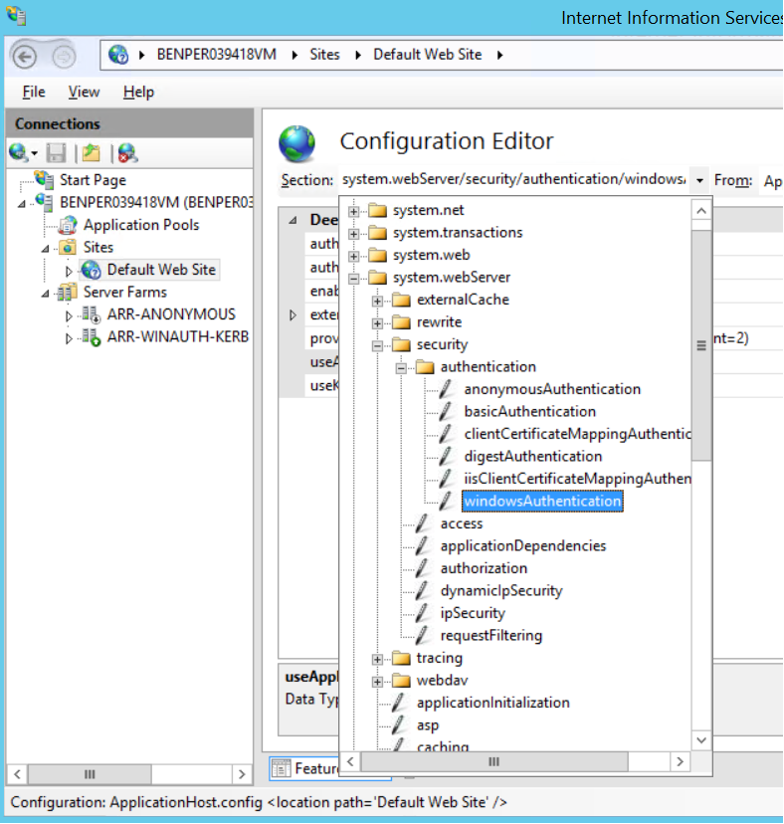 Internet Information Services
BENPER039418VM Sites Default Web Site
File View Help
Connections
Start Page
BENPER039418VM (BENPER03
Application Pools
Sites
Default Web Site
Server Farms
ARR-ANONYMOUS
ARR-WINAUTH-KERB
Configuration Editor
Section: system.webServer/security/authentication/windows From: Ap
Dee
auth
auth
enab
exte
prov nt=2)
useA
useK
system.net
system.transactions
system.web
system.webServer
externalCache
rewrite
security
authentication
anonymousAuthentication
basicAuthentication
clientCertificateMappingAuthentic
digestAuthentication
iisClientCertificateMappingAuthen
windowsAuthentication
access
applicationDependencies
authorization
dynamicIpSecurity
ipSecurity
requestFiltering
tracing
webdav
applicationInitialization
asp
caching
useAppl
Data Typ
Feature
Configuration: ApplicationHost.config <location path='Default Web Site' />